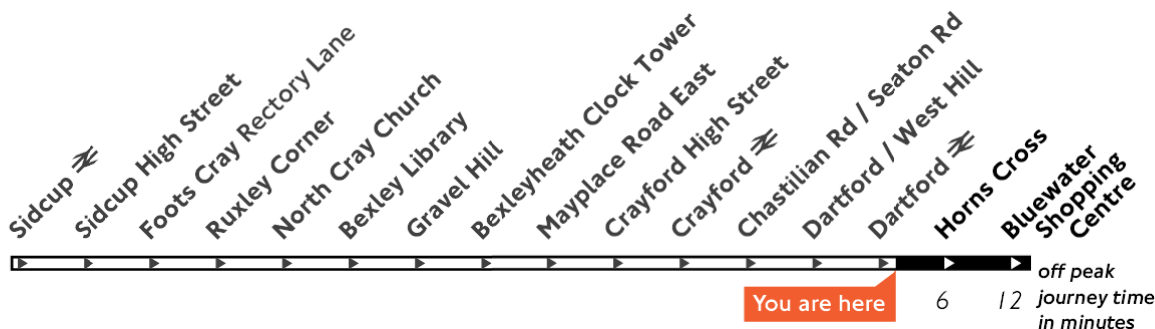 Sidcup
Sidcup High Street
Foots Cray Rectory Lane
Ruxley Corner
North Cray Church
Bexley Library
Gravel Hill
Bexleyheath Clock Tower
Mayplace Road East
Crayford High Street
Crayford
Chastilian Rd / Seaton Rd
Dartford / West Hill
Dartford
Horns Cross
Bluewater
Shopping
Centre
You are here
6
12
off peak
journey time
in minutes